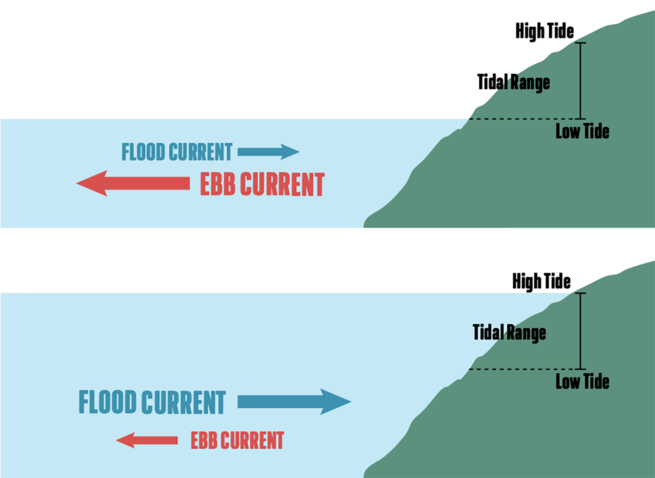 High Tide
Tidal Range
Low Tide
FLOOD CURRENT
EBB CURRENT
High Tide
Tidal Range
Low Tide
FLOOD CURRENT
EBB CURRENT